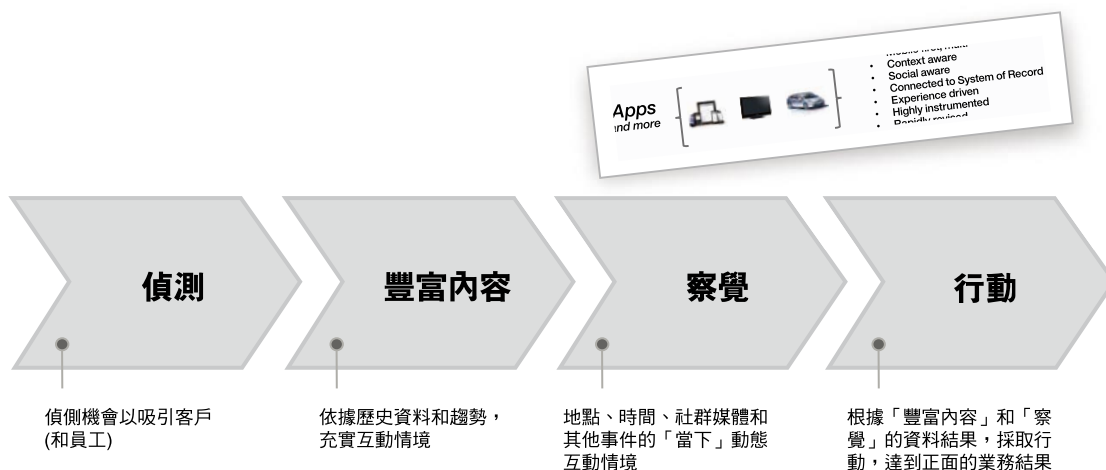 Context aware
Social aware
Connected to System of Record
Experience driven
Highly instrumented
Rapidly revised
Apps
and more
偵測
豐富內容
察覺
行動
偵側機會以吸引客戶
(和員工)
依據歷史資料和趨勢，
充實互動情境
地點、時間、社群媒體和
其他事件的「當下」動態
互動情境
根據「豐富內容」和「察
覺」的資料結果，採取行
動，達到正面的業務結果